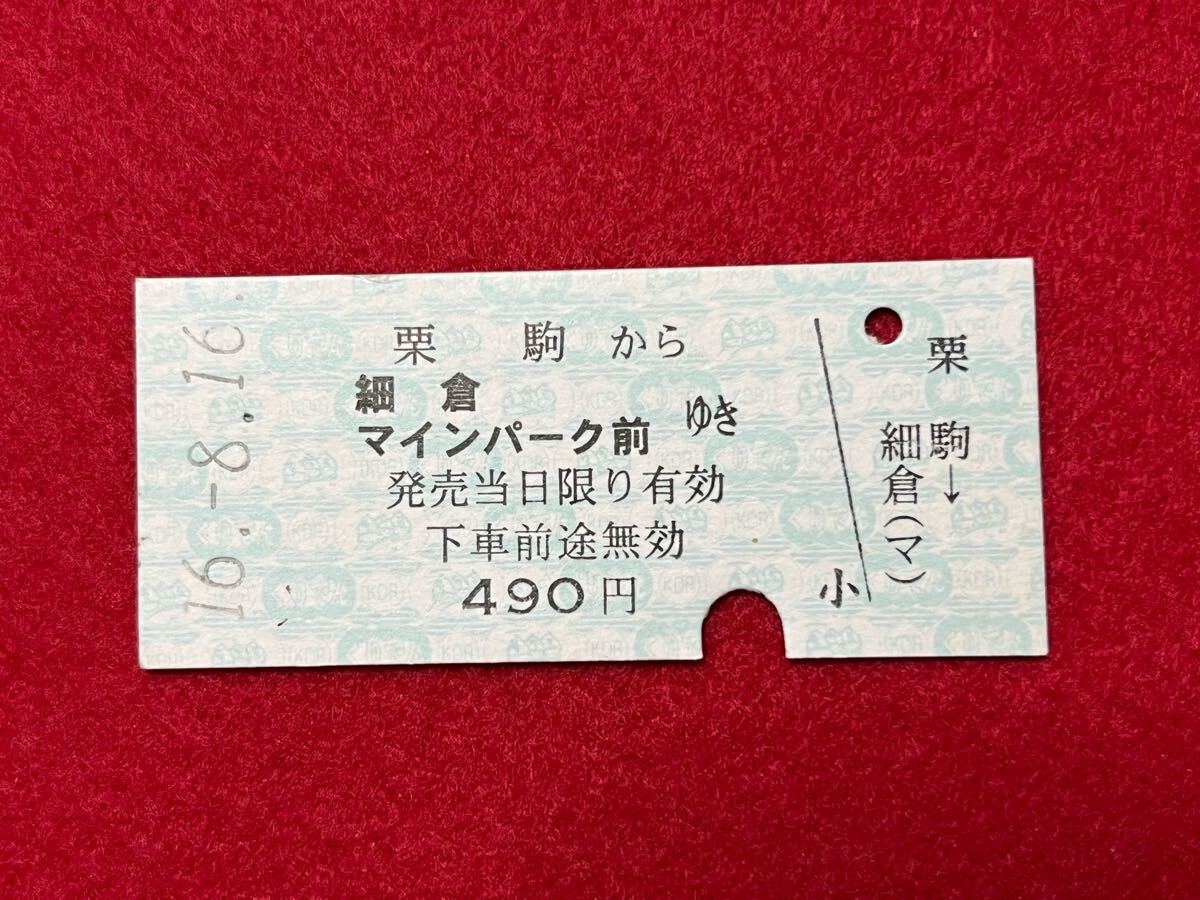 16.-8.16.
栗駒から
細倉
マインパーク前 ゆき
発売当日限り有効
下車前途無効
490円
小
栗駒→
細倉(マ)